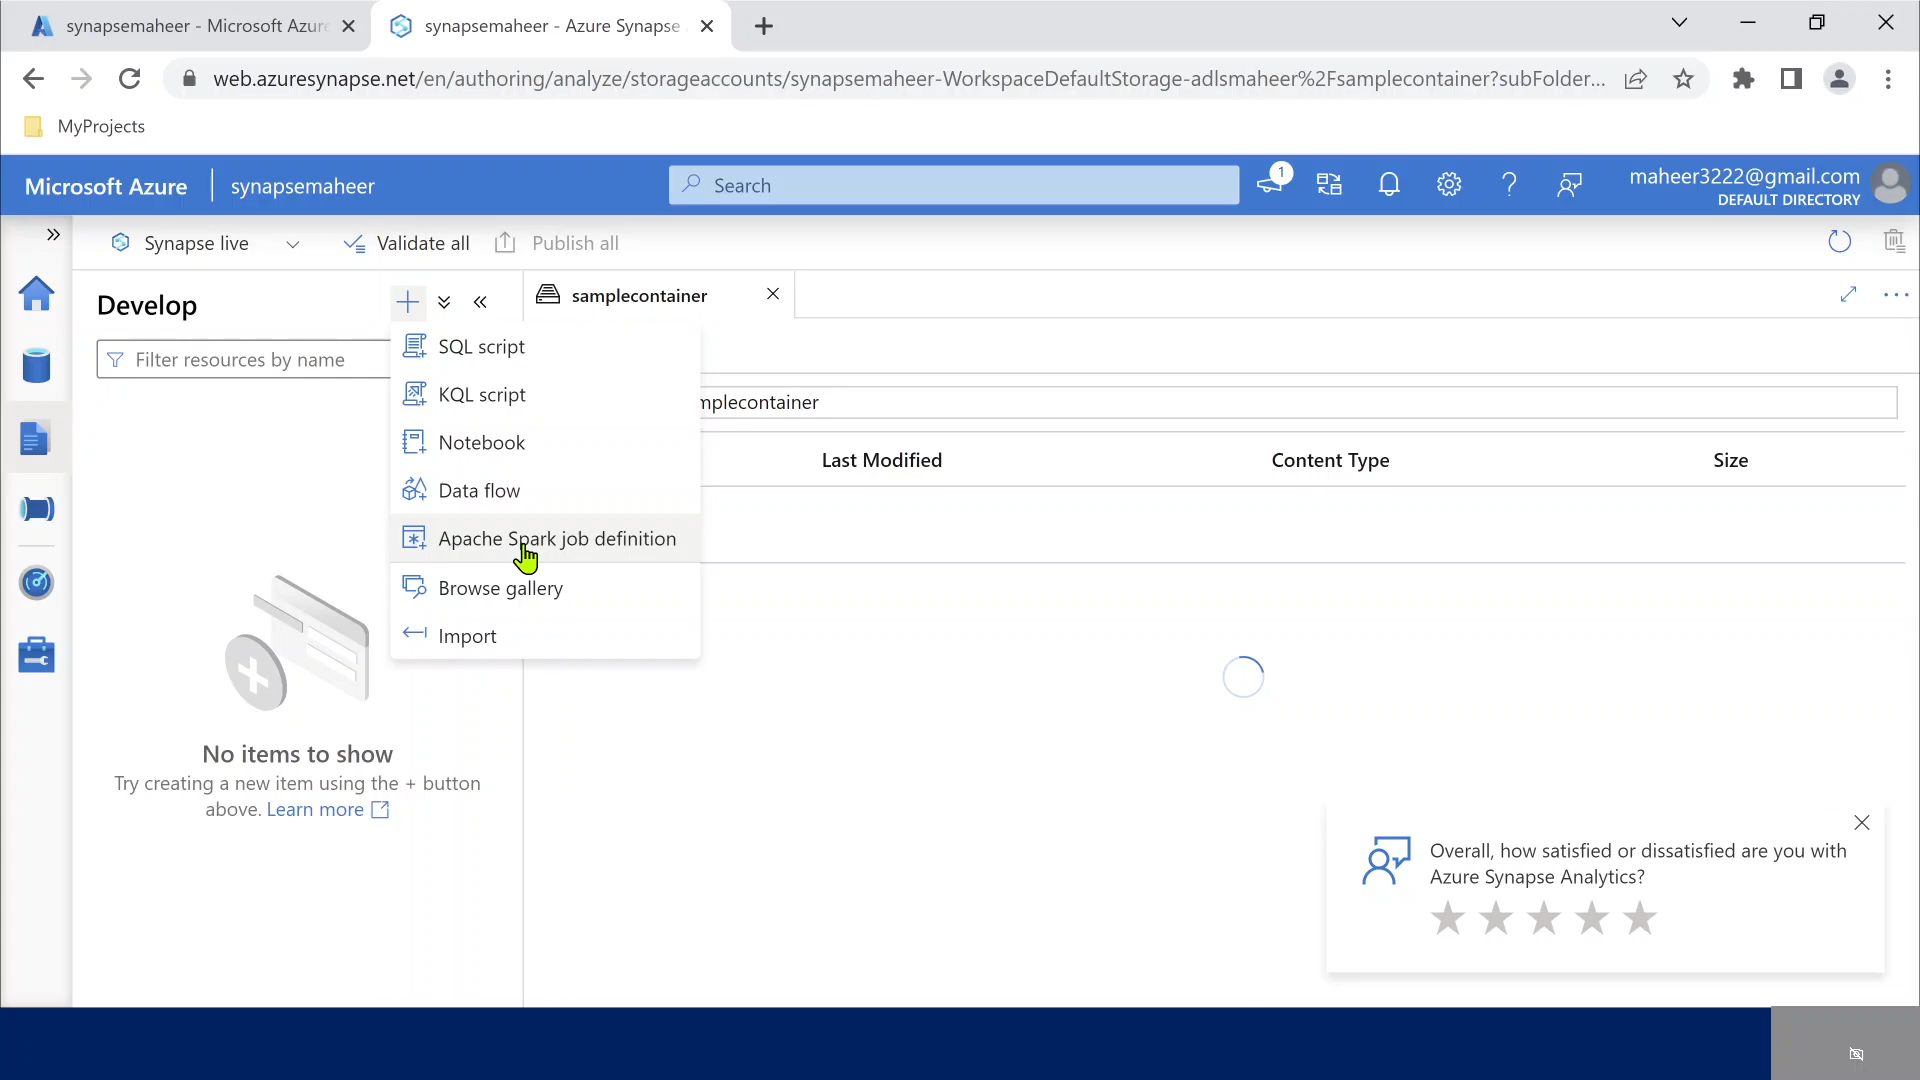 synapsemaheer - Microsoft Azure
synapsemaheer - Azure Synapse
web.azuresynapse.net/en/authoring/analyze/storageaccounts/synapsemaheer-WorkspaceDefaultStorage-adlsmaheer%2Fsamplecontainer?subFolder...
MyProjects
Microsoft Azure
synapsemaheer
Search
1
maheer3222@gmail.com
DEFAULT DIRECTORY
Synapse live
Validate all
Publish all
Develop
samplecontainer
Filter resources by name
SQL script
KQL script
Notebook
Data flow
Apache Spark job definition
Browse gallery
Import
mplecontainer
Last Modified
Content Type
Size
No items to show
Try creating a new item using the + button
above. Learn more
Overall, how satisfied or dissatisfied are you with
Azure Synapse Analytics?